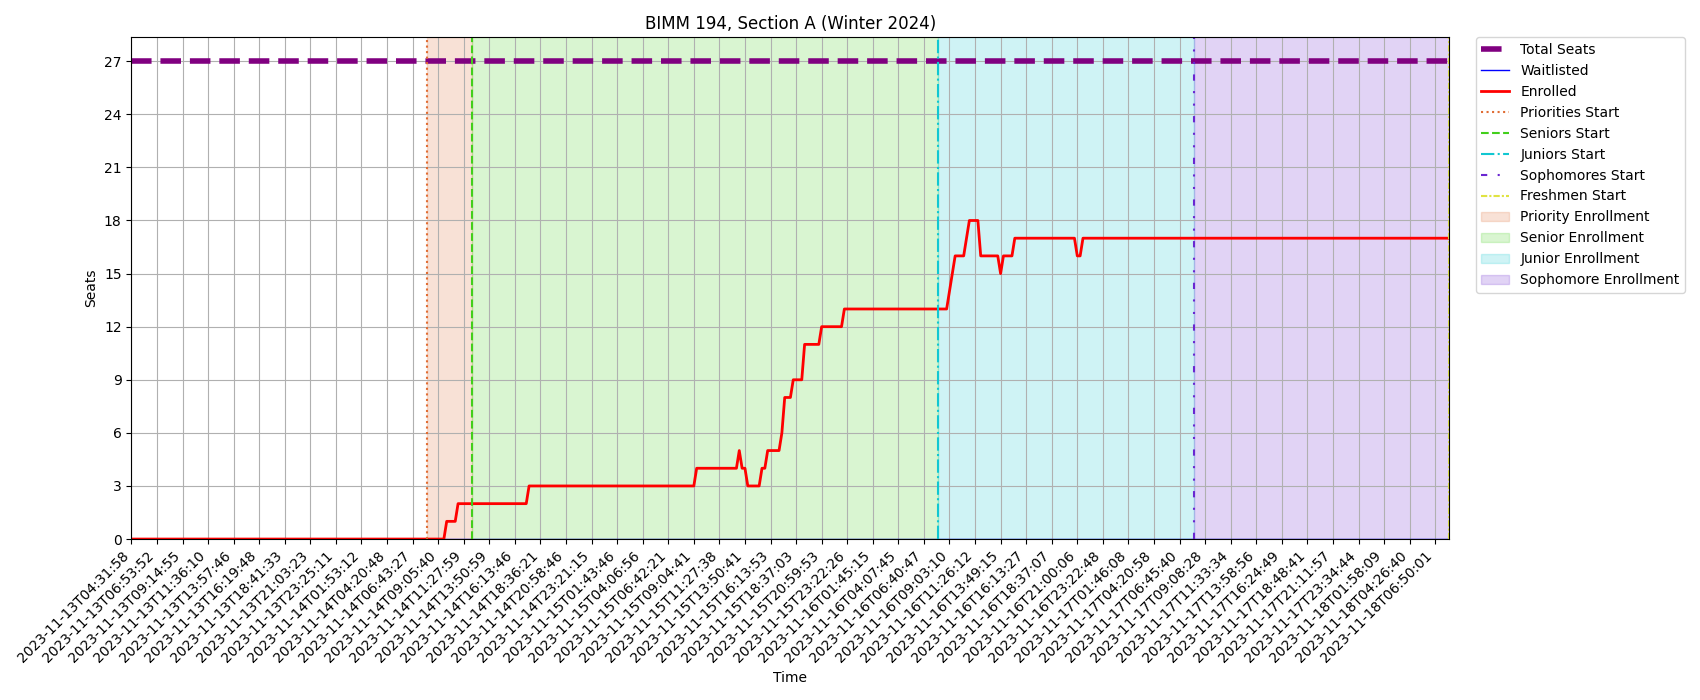 BIMM 194, Section A (Winter 2024)
Total Seats
Waitlisted
Enrolled
Priorities Start
Seniors Start
Juniors Start
Sophomores Start
Freshmen Start
Priority Enrollment
Senior Enrollment
Junior Enrollment
Sophomore Enrollment
Seats
27
24
21
18
15
12
9
6
3
0
2023-11-13T04:31:58
2023-11-13T06:53:52
2023-11-13T09:14:55
2023-11-13T11:36:10
2023-11-13T13:57:46
2023-11-13T16:19:48
2023-11-13T18:41:33
2023-11-13T21:03:23
2023-11-13T23:25:11
2023-11-14T01:53:12
2023-11-14T04:20:48
2023-11-14T06:43:27
2023-11-14T09:05:40
2023-11-14T11:27:59
2023-11-14T13:50:59
2023-11-14T16:13:46
2023-11-14T18:36:21
2023-11-14T20:58:46
2023-11-14T23:21:15
2023-11-15T01:43:46
2023-11-15T04:06:56
2023-11-15T06:42:21
2023-11-15T09:04:41
2023-11-15T11:27:38
2023-11-15T13:50:41
2023-11-15T16:13:53
2023-11-15T18:37:03
2023-11-15T20:59:53
2023-11-15T23:22:26
2023-11-16T01:45:15
2023-11-16T04:07:45
2023-11-16T06:40:47
2023-11-16T09:03:10
2023-11-16T11:26:12
2023-11-16T13:49:15
2023-11-16T16:13:27
2023-11-16T18:37:07
2023-11-16T21:00:06
2023-11-16T23:22:48
2023-11-17T01:46:09
2023-11-17T04:20:58
2023-11-17T06:45:40
2023-11-17T09:08:28
2023-11-17T11:33:34
2023-11-17T13:58:56
2023-11-17T16:24:49
2023-11-17T18:48:41
2023-11-17T21:11:57
2023-11-17T23:34:44
2023-11-18T01:58:09
2023-11-18T04:26:40
2023-11-18T06:50:01
Time